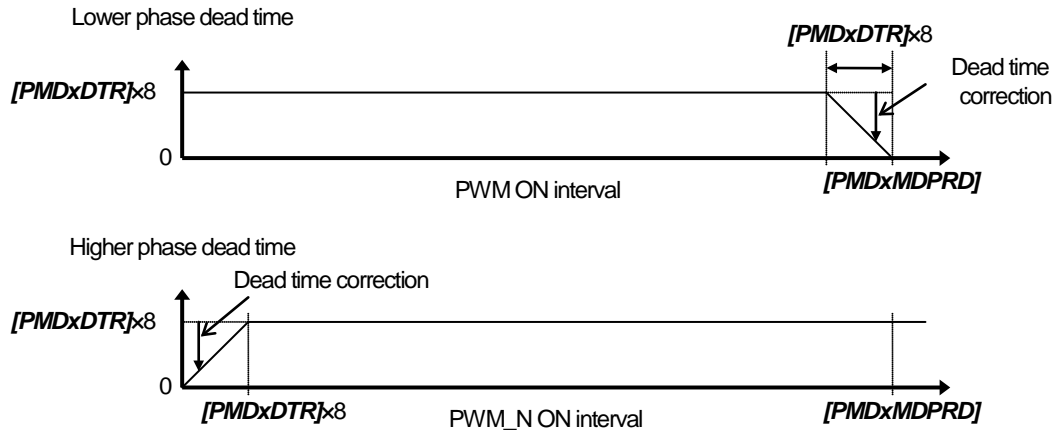 Lower phase dead time
[PMDxDTR]×8
Dead time
correction
[PMDxDTR]×8
0
PWM ON interval
[PMDxMDPRD]
Higher phase dead time
Dead time correction
[PMDxDTR]×8
0
[PMDxDTR]×8
PWM_N ON interval
[PMDxMDPRD]